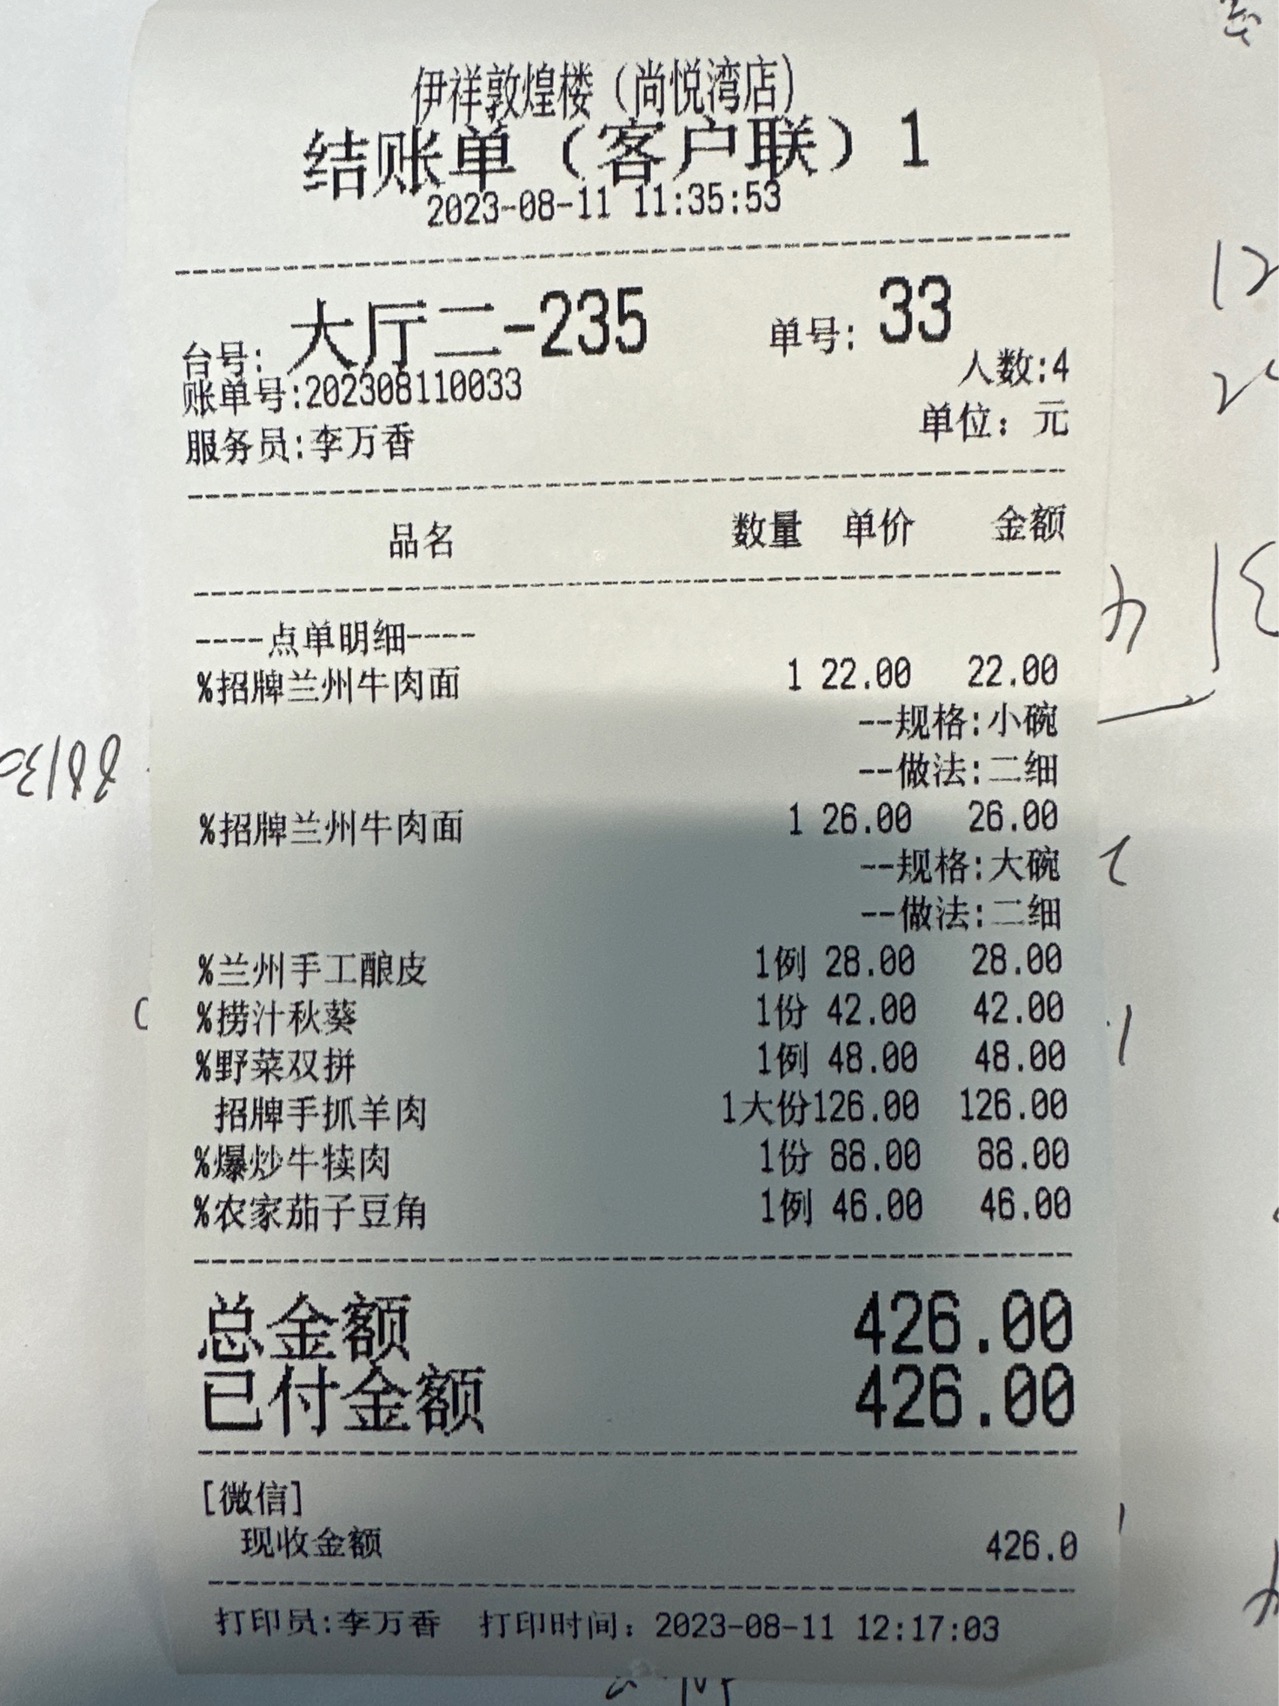 伊祥敦煌楼（尚悦湾店）
结账单（客户联）1
2023-08-11 11:35:53
台号: 大厅二-235 单号: 33
账单号:202308110033 人数:4
服务员:李万香 单位：元
品名 数量 单价 金额
----点单明细----
%招牌兰州牛肉面 1 22.00 22.00
--规格:小碗
--做法:二细
%招牌兰州牛肉面 1 26.00 26.00
--规格:大碗
--做法:二细
%兰州手工酿皮 1例 28.00 28.00
%捞汁秋葵 1份 42.00 42.00
%野菜双拼 1例 48.00 48.00
招牌手抓羊肉 1大份126.00 126.00
%爆炒牛犊肉 1份 88.00 88.00
%农家茄子豆角 1例 46.00 46.00
总金额 426.00
已付金额 426.00
[微信]
现收金额 426.0
打印员:李万香 打印时间：2023-08-11 12:17:03